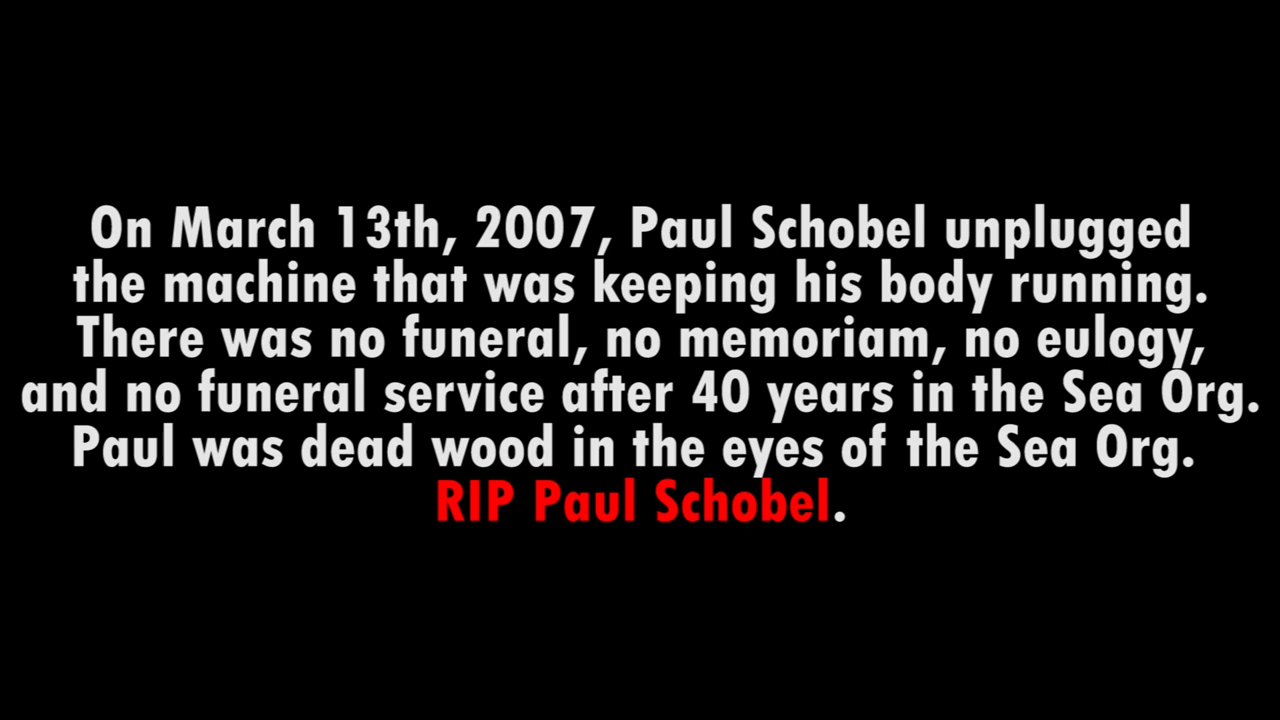 On March 13th, 2007, Paul Schobel unplugged
the machine that was keeping his body running.
There was no funeral, no memoriam, no eulogy,
and no funeral service after 40 years in the Sea Org.
Paul was dead wood in the eyes of the Sea Org.
RIP Paul Schobel.